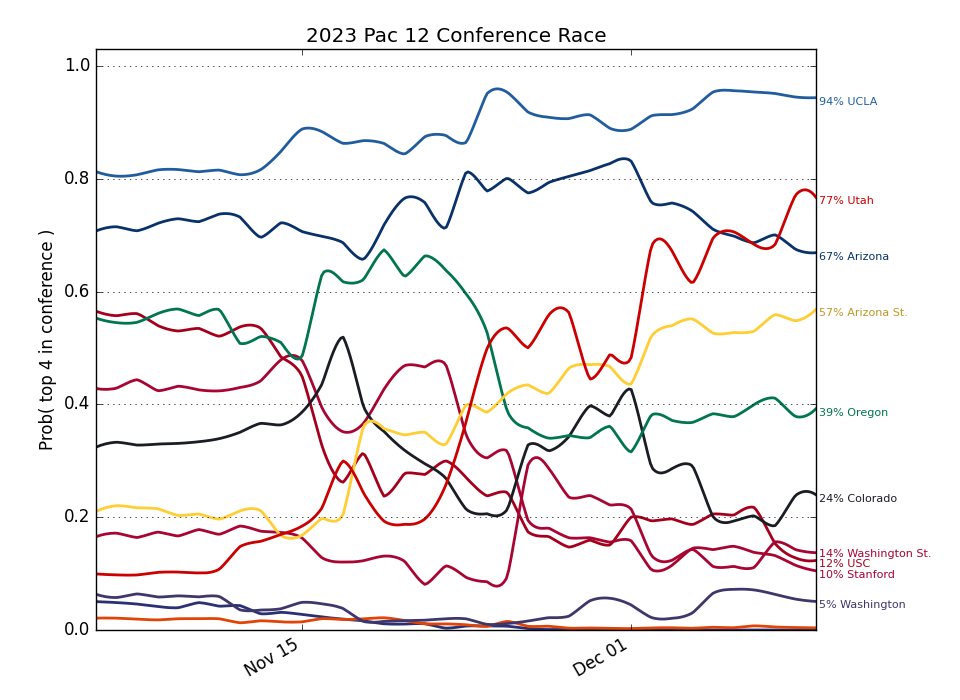 2023 Pac 12 Conference Race
Prob( top 4 in conference )
1.0
0.8
0.6
0.4
0.2
0.0
Nov 15
Dec 01
94% UCLA
77% Utah
67% Arizona
57% Arizona St.
39% Oregon
24% Colorado
14% Washington St.
12% USC
10% Stanford
5% Washington